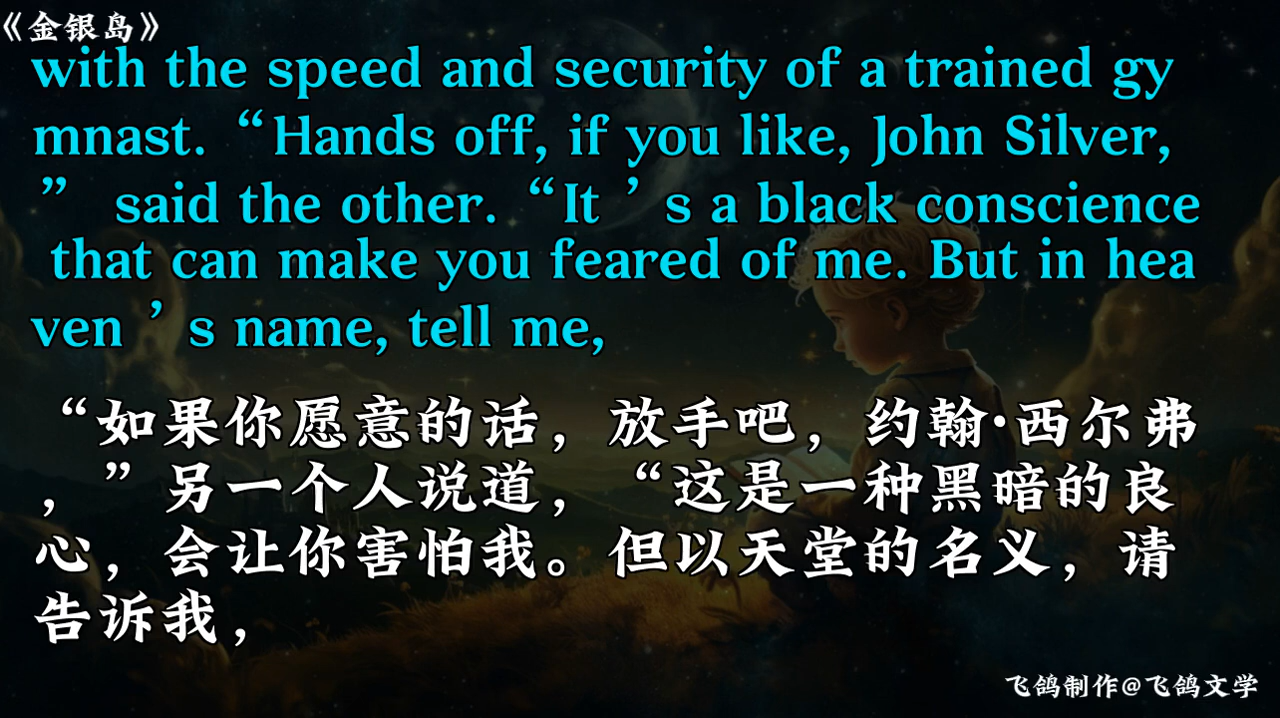 《金银岛》
with the speed and security of a trained gy
mnast. “Hands off, if you like, John Silver,
” said the other. “It ’ s a black conscience
that can make you feared of me. But in hea
ven ’ s name, tell me,
“如果你愿意的话，放手吧，约翰·西尔弗
，”另一个人说道，“这是一种黑暗的良
心，会让你害怕我。但以天堂的名义，请
告诉我，
飞鸽制作@飞鸽文学